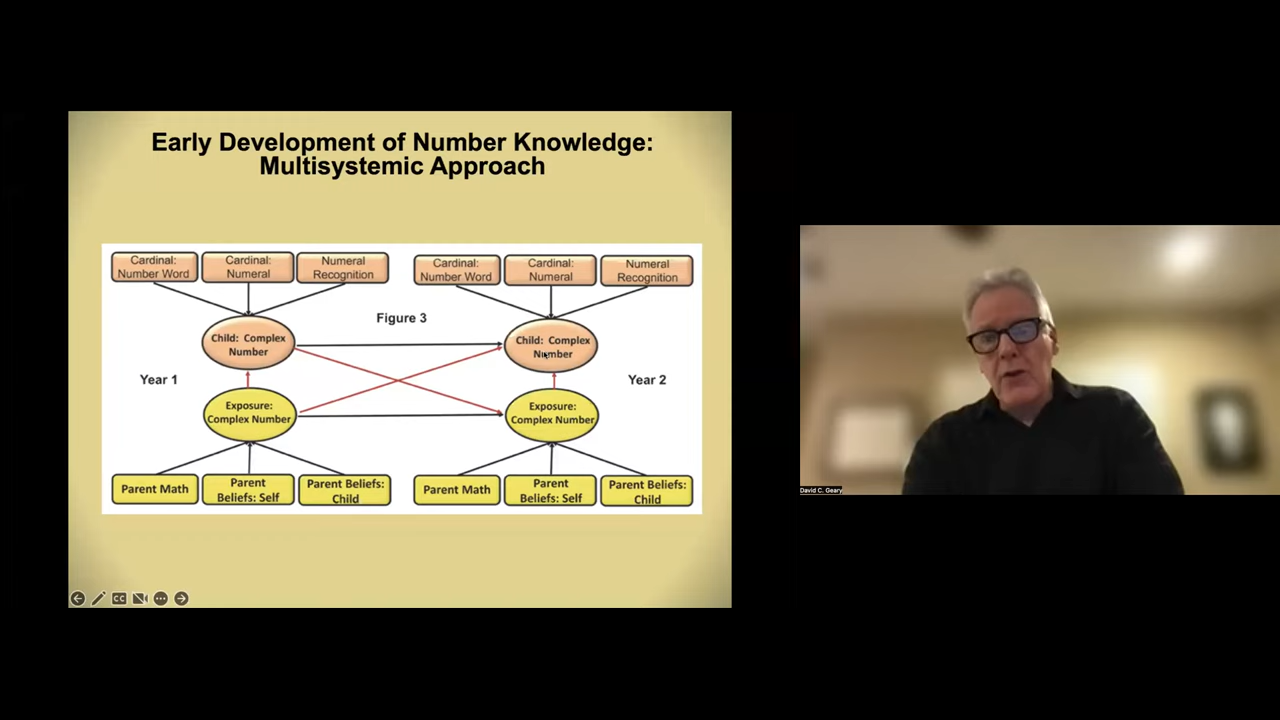 Early Development of Number Knowledge:
Multisystemic Approach
Cardinal:
Number Word
Cardinal:
Numeral
Numeral
Recognition
Cardinal:
Number Word
Cardinal:
Numeral
Numeral
Recognition
Figure 3
Child: Complex
Number
Child: Complex
Number
Year 1
Year 2
Exposure:
Complex Number
Exposure:
Complex Number
Parent Math
Parent
Beliefs: Self
Parent Beliefs:
Child
Parent Math
Parent
Beliefs: Self
Parent Beliefs:
Child
CC
David C. Geary